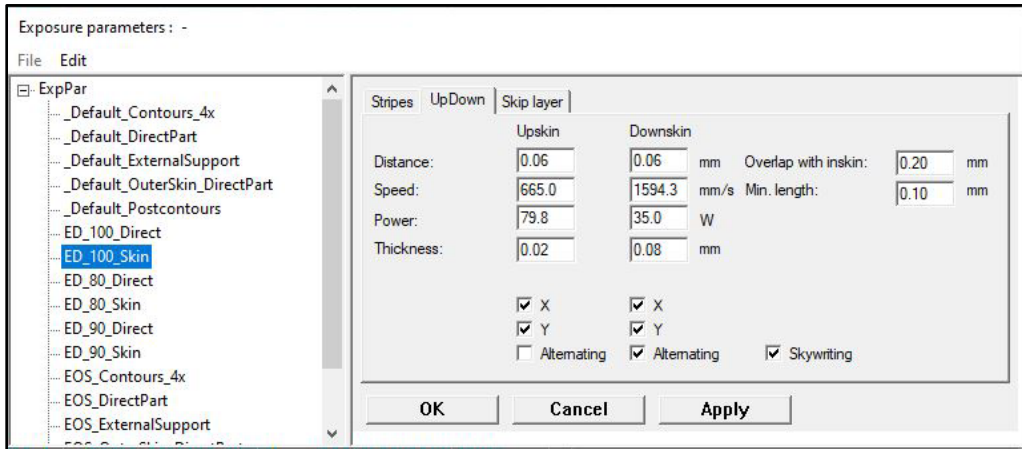 Exposure parameters : -
File Edit
ExpPar
_Default_Contours_4x
_Default_DirectPart
_Default_ExternalSupport
_Default_OuterSkin_DirectPart
_Default_Postcontours
ED_100_Direct
ED_100_Skin
ED_80_Direct
ED_80_Skin
ED_90_Direct
ED_90_Skin
EOS_Contours_4x
EOS_DirectPart
EOS_ExternalSupport
Stripes UpDown Skip layer
Upskin Downskin
Distance: 0.06 0.06 mm Overlap with inskin: 0.20 mm
Speed: 665.0 1594.3 mm/s Min. length: 0.10 mm
Power: 79.8 35.0 W
Thickness: 0.02 0.08 mm
X X
Y Y
Alternating Alternating Skywriting
OK Cancel Apply